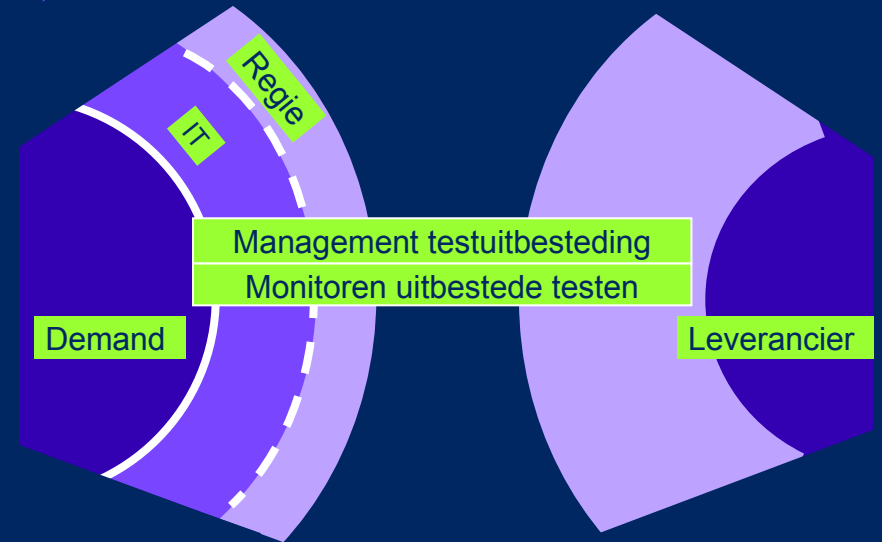 Regie
IT
Management testuitbesteding
Monitoren uitbestede testen
Demand
Leverancier